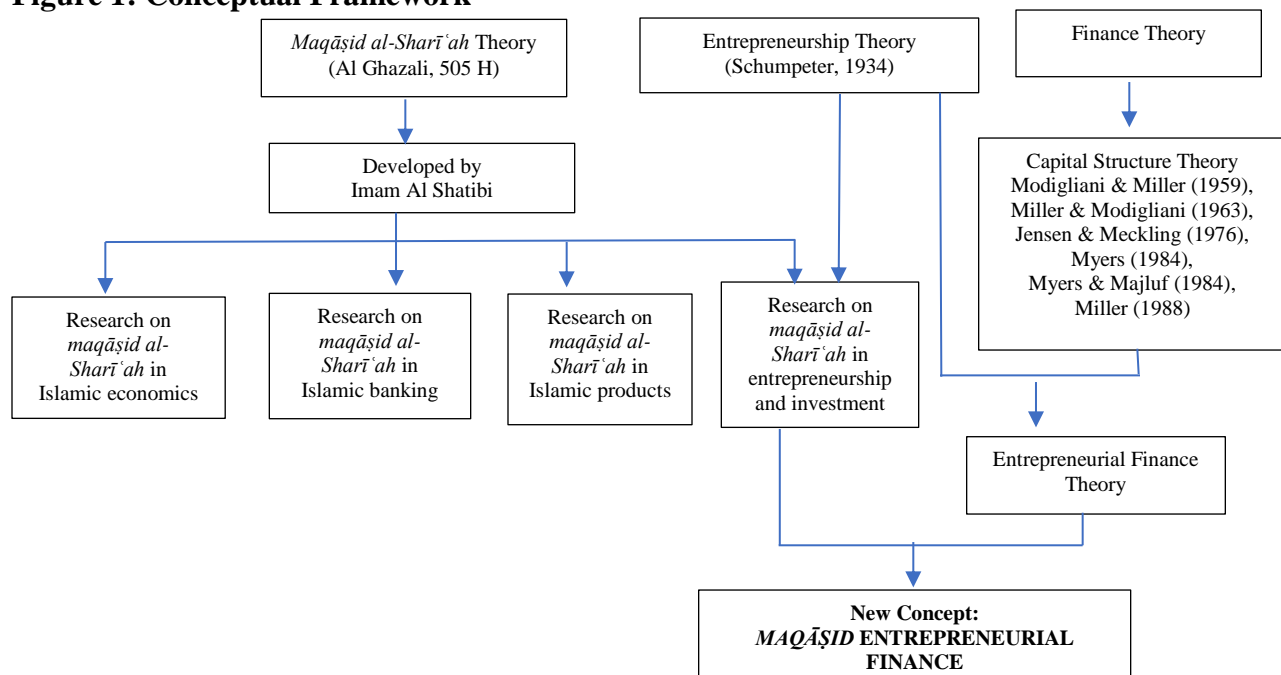 Figure 1: Conceptual Framework
Maqāṣid al-Sharīʿah Theory
(Al Ghazali, 505 H)
Entrepreneurship Theory
(Schumpeter, 1934)
Finance Theory
Developed by
Imam Al Shatibi
Capital Structure Theory
Modigliani & Miller (1959),
Miller & Modigliani (1963),
Jensen & Meckling (1976),
Myers (1984),
Myers & Majluf (1984),
Miller (1988)
Research on
maqāṣid al-
Sharīʿah in
Islamic economics
Research on
maqāṣid al-
Sharīʿah in
Islamic banking
Research on
maqāṣid al-
Sharīʿah in
Islamic products
Research on
maqāṣid al-
Sharīʿah in
entrepreneurship
and investment
Entrepreneurial Finance
Theory
New Concept:
MAQĀṢID ENTREPRENEURIAL
FINANCE